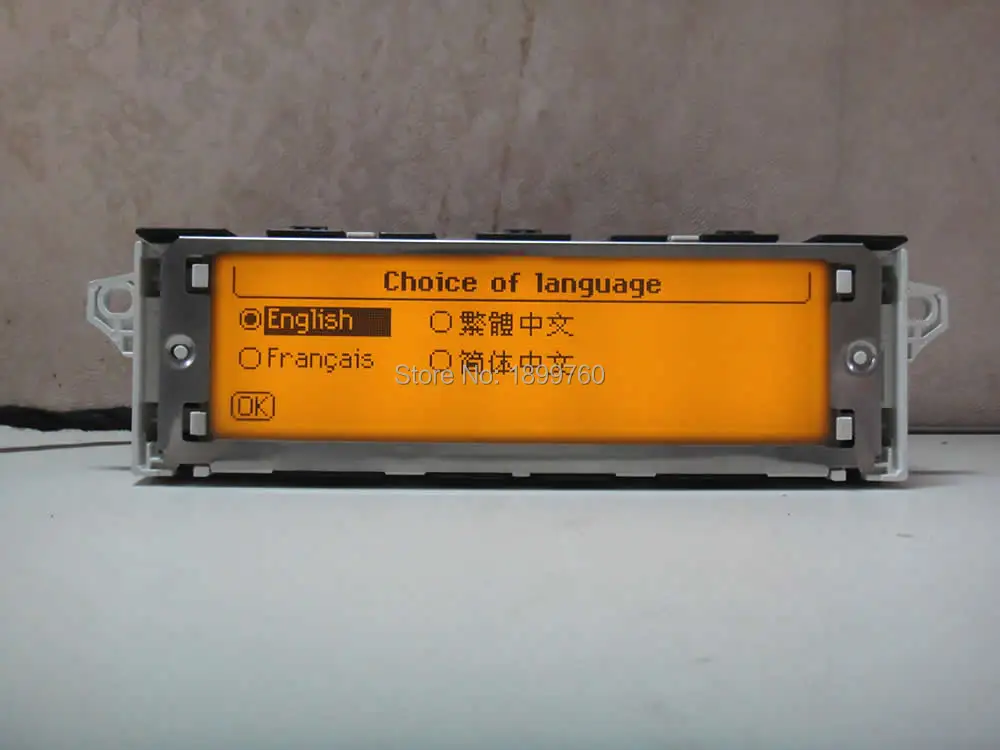 Choice of language
English
繁體中文
Français
简体中文
Store No: 1899760
OK